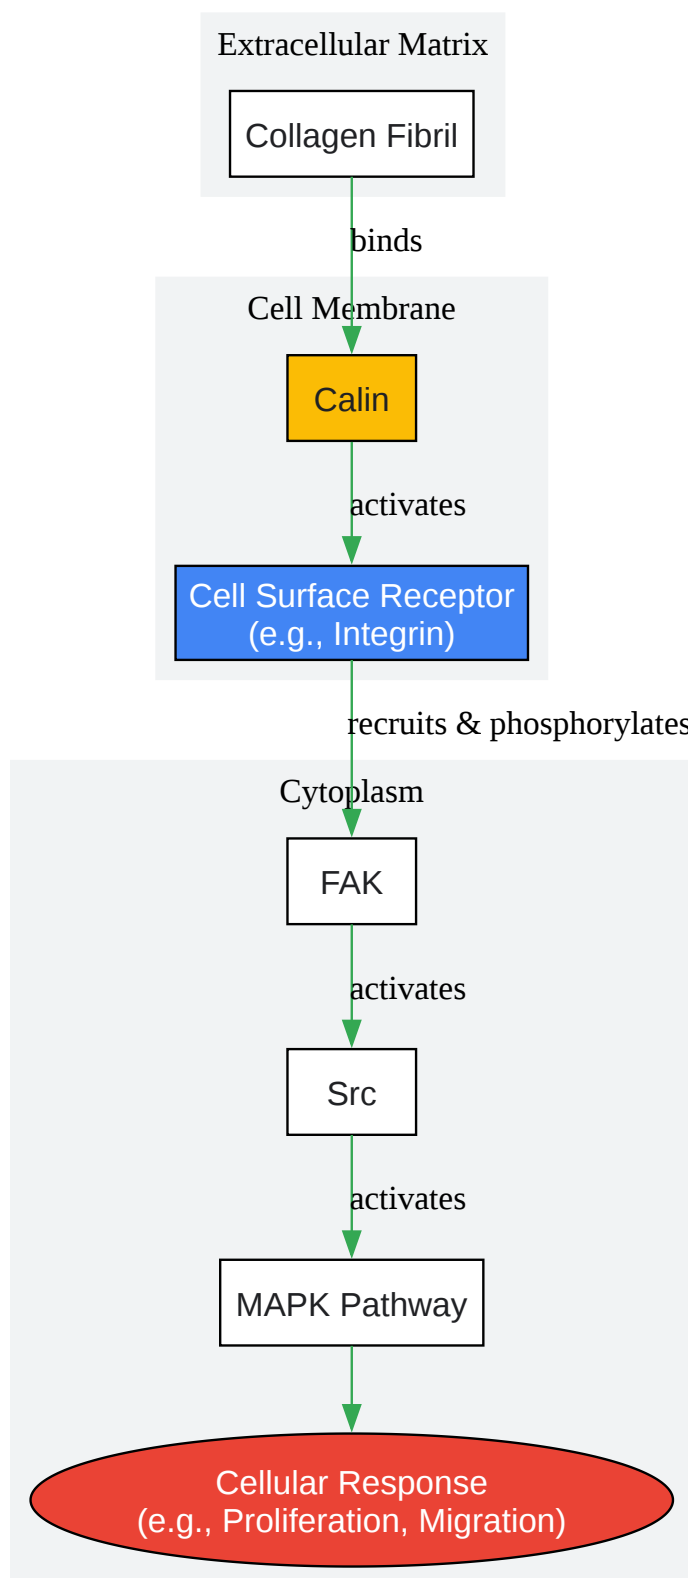 Extracellular Matrix
Collagen Fibril
binds
Cell Membrane
Calin
activates
Cell Surface Receptor
(e.g., Integrin)
recruits & phosphorylates
Cytoplasm
FAK
activates
Src
activates
MAPK Pathway
Cellular Response
(e.g., Proliferation, Migration)